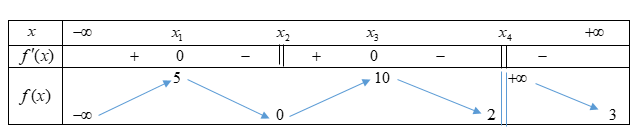 x −∞ x₁ x₂ x₃ x₄ +∞
f′(x) + 0 − || + 0 − || −
5 10 +∞
f(x)
−∞ 0 2 3